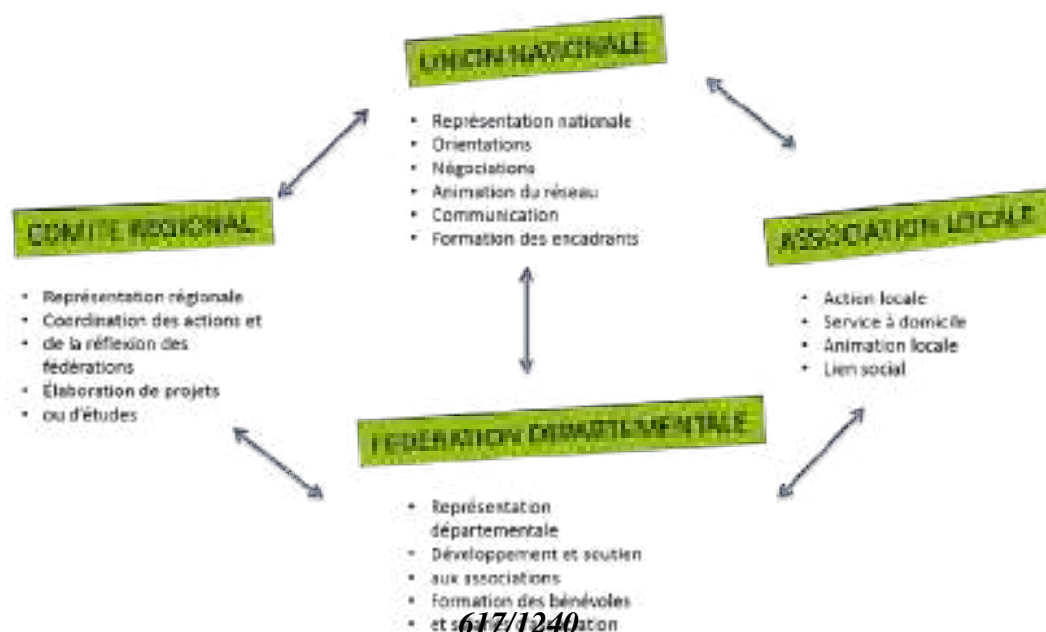 UNION NATIONALE
• Représentation nationale
• Orientations
• Négociations
• Animation du réseau
• Communication
• Formation des encadrants
COMITE REGIONAL
• Représentation régionale
• Coordination des actions et
• de la réflexion des
fédérations
• Élaboration de projets
• ou d'études
ASSOCIATION LOCALE
• Action locale
• Service à domicile
• Animation locale
• Lien social
FEDERATION DEPARTEMENTALE
• Représentation
départementale
• Développement et soutien
• aux associations
• Formation des bénévoles
• et
617/1240